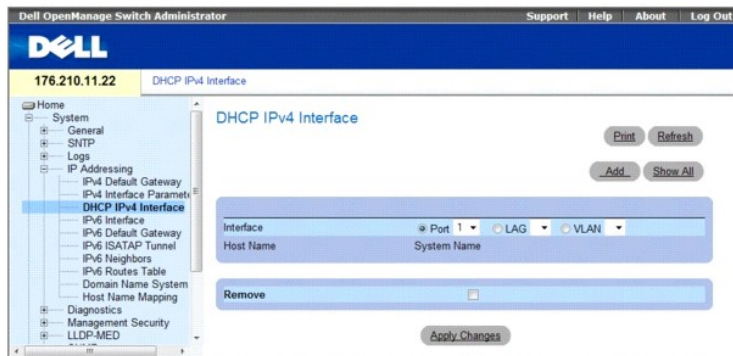 Dell OpenManage Switch Administrator
Support Help About Log Out
DELL
176.210.11.22 DHCP IPv4 Interface
Home
System
General
SNTP
Logs
IP Addressing
IPv4 Default Gateway
IPv4 Interface Paramete
DHCP IPv4 Interface
IPv6 Interface
IPv6 Default Gateway
IPv6 ISATAP Tunnel
IPv6 Neighbors
IPv6 Routes Table
Domain Name System
Host Name Mapping
Diagnostics
Management Security
LLDP-MED
DHCP IPv4 Interface
Print Refresh
Add Show All
Interface Port 1 LAG VLAN
Host Name System Name
Remove
Apply Changes